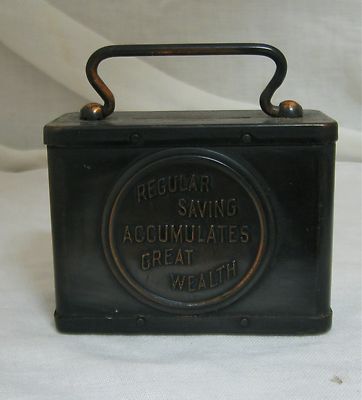 REGULAR
SAVING
ACCUMULATES
GREAT
WEALTH